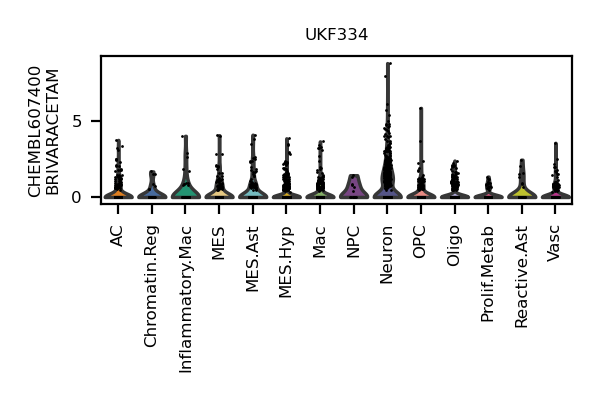 UKF334
CHEMBL607400
BRIVARACETAM
5
0
AC
Chromatin.Reg
Inflammatory.Mac
MES
MES.Ast
MES.Hyp
Mac
NPC
Neuron
OPC
Oligo
Prolif.Metab
Reactive.Ast
Vasc